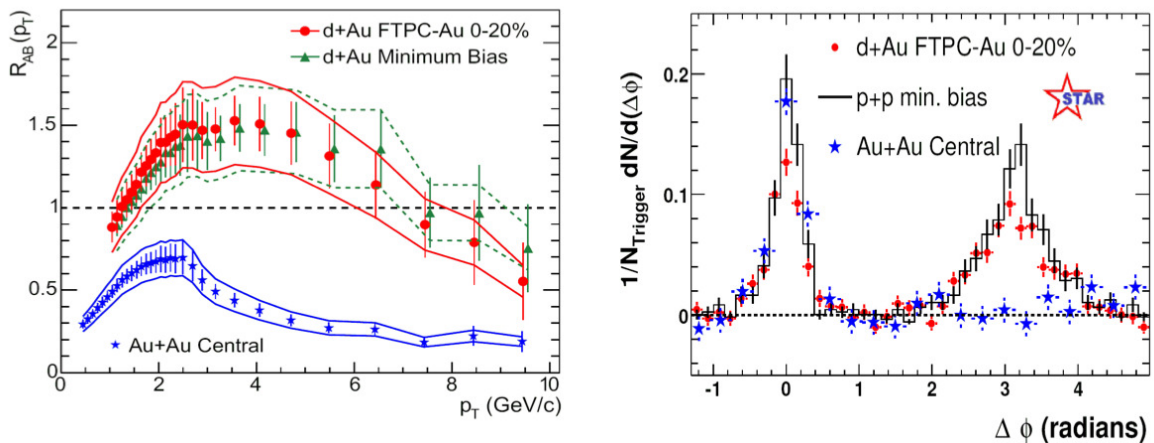 R_AB (p_T)
2
1.5
1
0.5
0
d+Au FTPC-Au 0-20%
d+Au Minimum Bias
Au+Au Central
0 2 4 6 8 10
p_T (GeV/c)
1/N_Trigger dN/d(Δϕ)
0.2
0.1
0
d+Au FTPC-Au 0-20%
p+p min. bias
Au+Au Central
STAR
-1 0 1 2 3 4
Δ ϕ (radians)